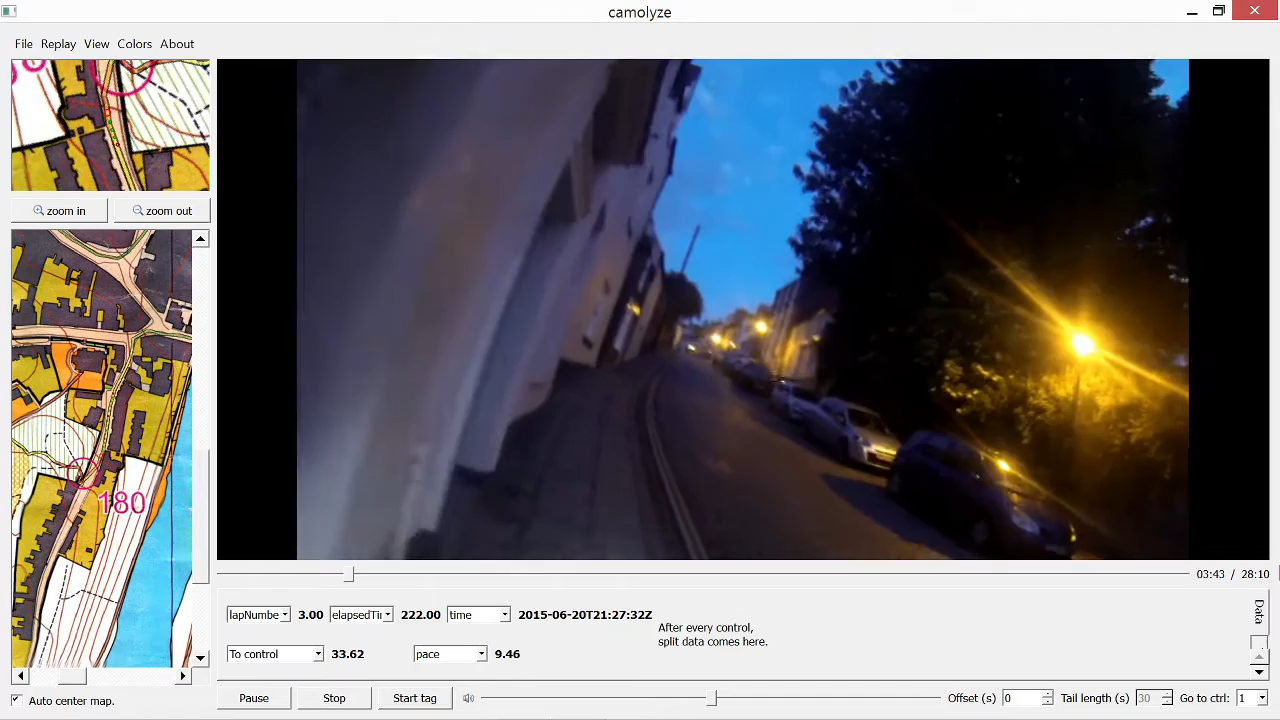 camolyze
File Replay View Colors About
zoom in zoom out
180
03:43 / 28:10
lapNumbe 3.00 elapsedTi 222.00 time 2015-06-20T21:27:32Z
After every control,
split data comes here.
To control 33.62 pace 9.46
Data
Auto center map.
Pause Stop Start tag Offset (s) 0 Tail length (s) 30 Go to ctrl: 1